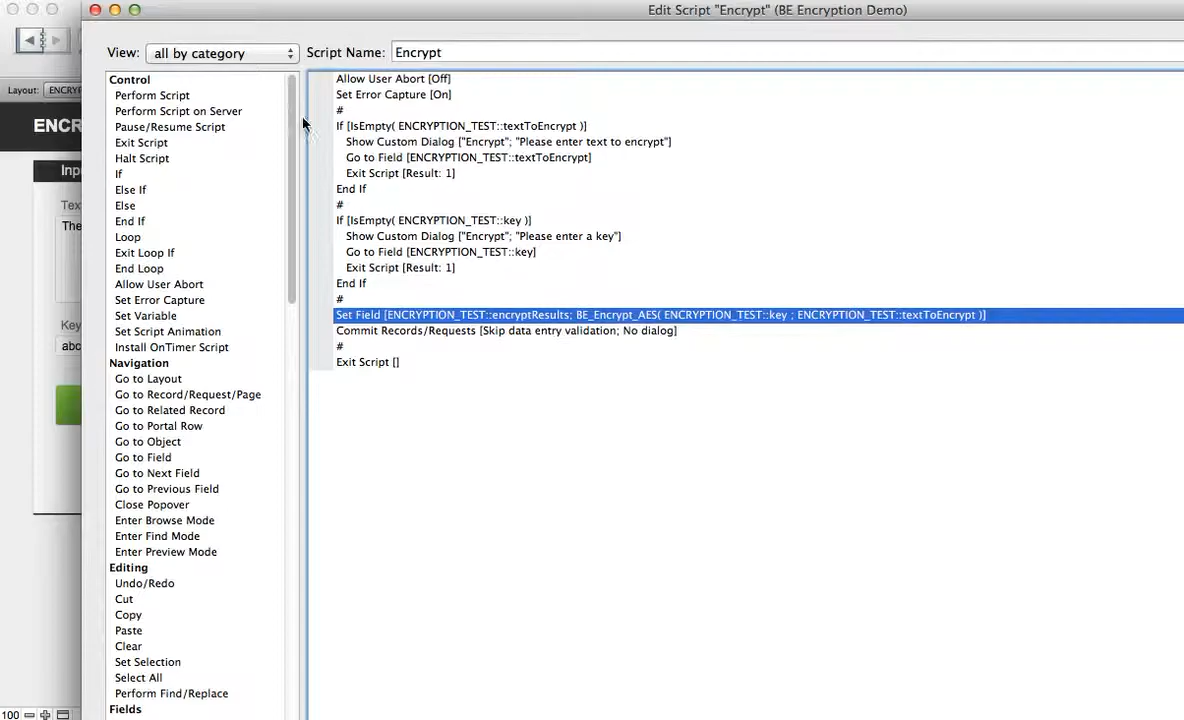 Edit Script "Encrypt" (BE Encryption Demo)
View: all by category
Script Name: Encrypt
Layout:
ENCR
Inp
The
Key
abc
100
Control
Perform Script
Perform Script on Server
Pause/Resume Script
Exit Script
Halt Script
If
Else If
Else
End If
Loop
Exit Loop If
End Loop
Allow User Abort
Set Error Capture
Set Variable
Set Script Animation
Install OnTimer Script
Navigation
Go to Layout
Go to Record/Request/Page
Go to Related Record
Go to Portal Row
Go to Object
Go to Field
Go to Next Field
Go to Previous Field
Close Popover
Enter Browse Mode
Enter Find Mode
Enter Preview Mode
Editing
Undo/Redo
Cut
Copy
Paste
Clear
Set Selection
Select All
Perform Find/Replace
Fields
Allow User Abort [Off]
Set Error Capture [On]
#
If [IsEmpty( ENCRYPTION_TEST::textToEncrypt )]
Show Custom Dialog ["Encrypt"; "Please enter text to encrypt"]
Go to Field [ENCRYPTION_TEST::textToEncrypt]
Exit Script [Result: 1]
End If
#
If [IsEmpty( ENCRYPTION_TEST::key )]
Show Custom Dialog ["Encrypt"; "Please enter a key"]
Go to Field [ENCRYPTION_TEST::key]
Exit Script [Result: 1]
End If
#
Set Field [ENCRYPTION_TEST::encryptResults; BE_Encrypt_AES( ENCRYPTION_TEST::key ; ENCRYPTION_TEST::textToEncrypt )]
Commit Records/Requests [Skip data entry validation; No dialog]
#
Exit Script []